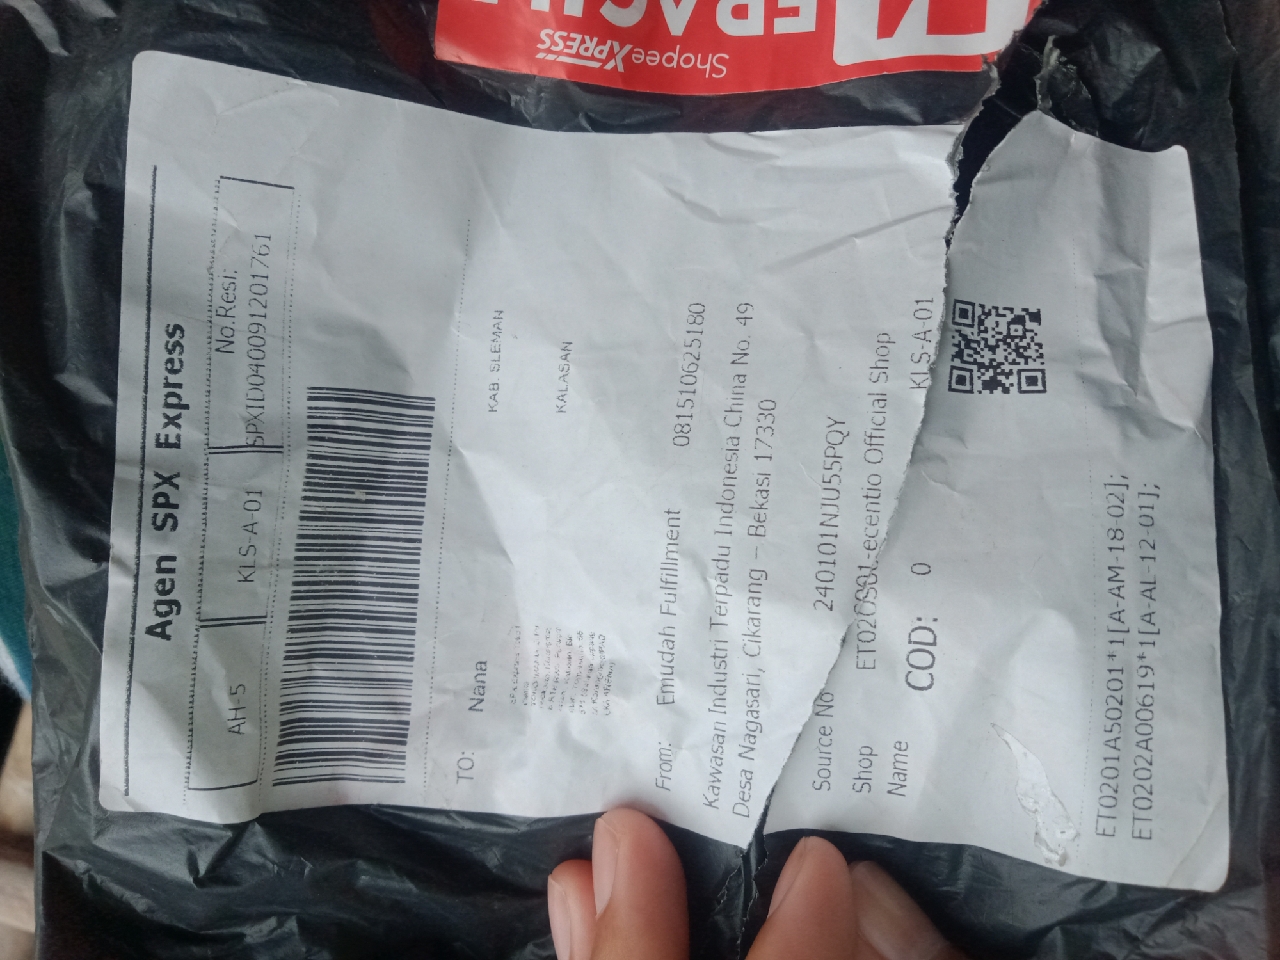 FRAGILE
ShopeeXPRESS
Agen SPX Express
AH-5
KLS-A-01
No.Resi:
SPXID040091201761
TO: Nana
KAB. SLEMAN
KALASAN
From: Emudah Fulfillment 081510625180
Kawasan Industri Terpadu Indonesia China No. 49
Desa Nagasari, Cikarang – Bekasi 17330
Source No 240101NJU55PQY
Shop Name ecentio Official Shop
COD: 0
KLS-A-01
ET0201A50201*1[A-AM-18-02];
ET0202A00619*1[A-AL-12-01];